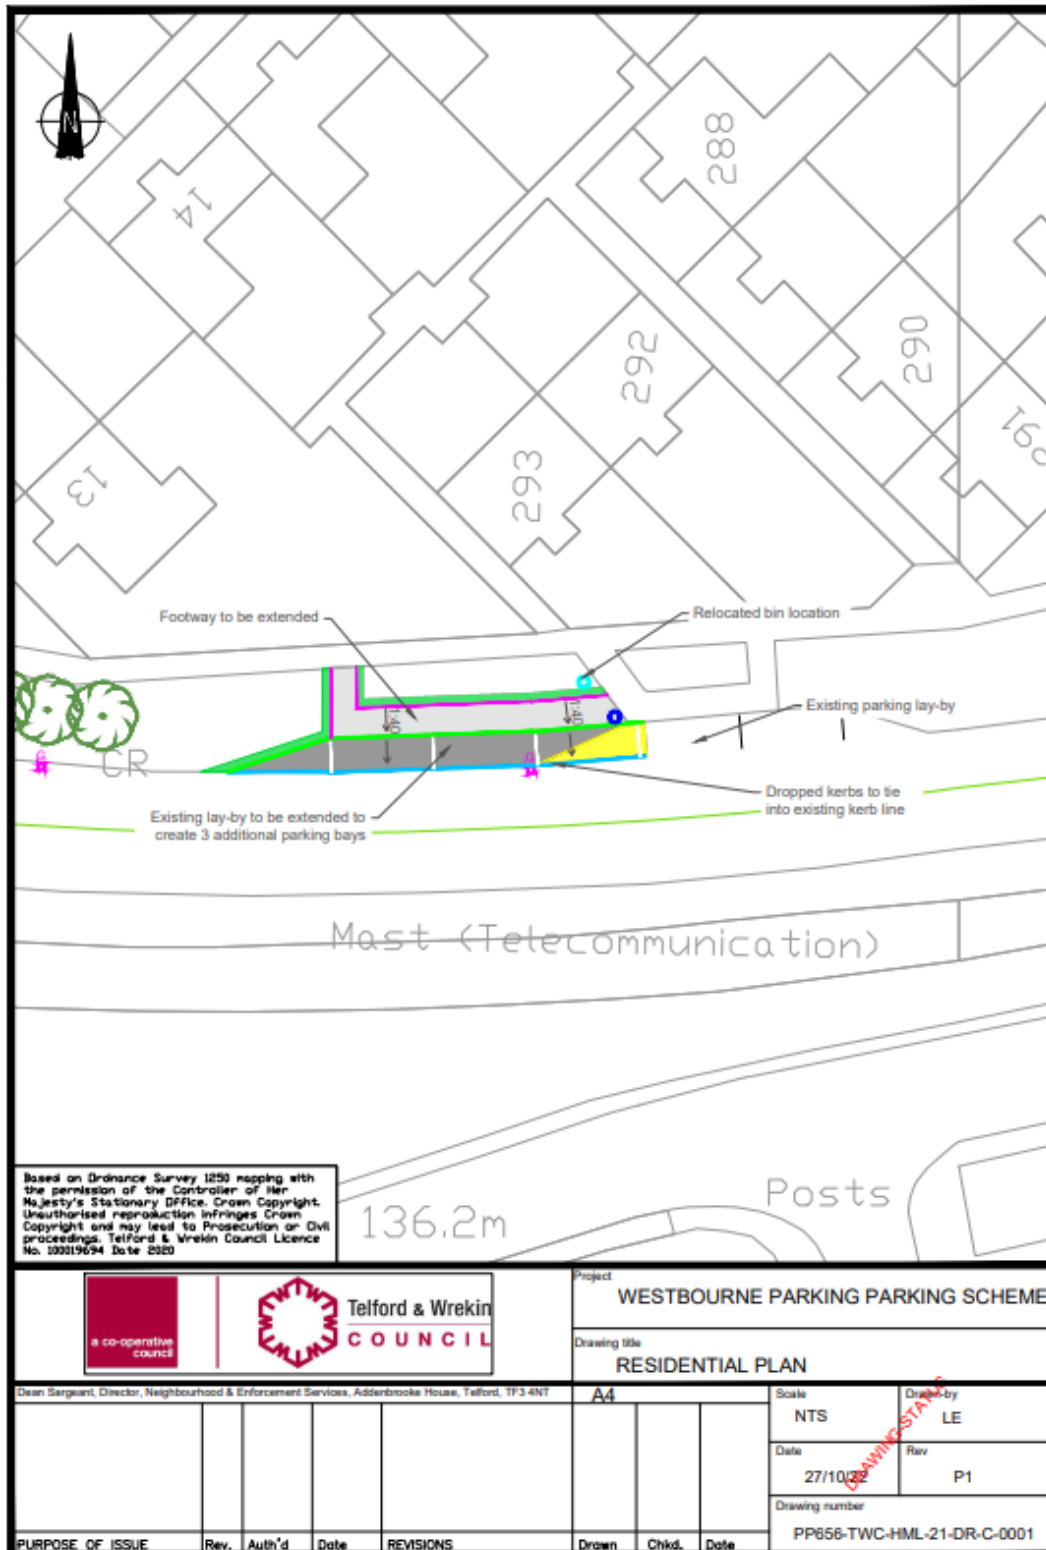 N
14
288
292
290
291
293
13
Footway to be extended
Relocated bin location
Existing parking lay-by
1:40
1:40
CR
Dropped kerbs to tie
into existing kerb line
Existing lay-by to be extended to
create 3 additional parking bays
Mast (Telecommunication)
Posts
136.2m
Based on Ordnance Survey 1250 mapping with
the permission of the Controller of Her
Majesty's Stationary Office. Crown Copyright.
Unauthorised reproduction infringes Crown
Copyright and may lead to Prosecution or Civil
proceedings. Telford & Wrekin Council Licence
No. 100019694 Date 2020
a co-operative
council
Telford & Wrekin
COUNCIL
Project
WESTBOURNE PARKING PARKING SCHEME
Drawing title
RESIDENTIAL PLAN
Dean Sargeant, Director, Neighbourhood & Enforcement Services, Addenbrooke House, Telford, TF3 4NT
A4
Scale
NTS
Drawn by
LE
DRAWING STATUS
Date
27/10/22
Rev
P1
Drawing number
PP656-TWC-HML-21-DR-C-0001
PURPOSE OF ISSUE
Rev.
Auth'd
Date
REVISIONS
Drawn
Chkd.
Date